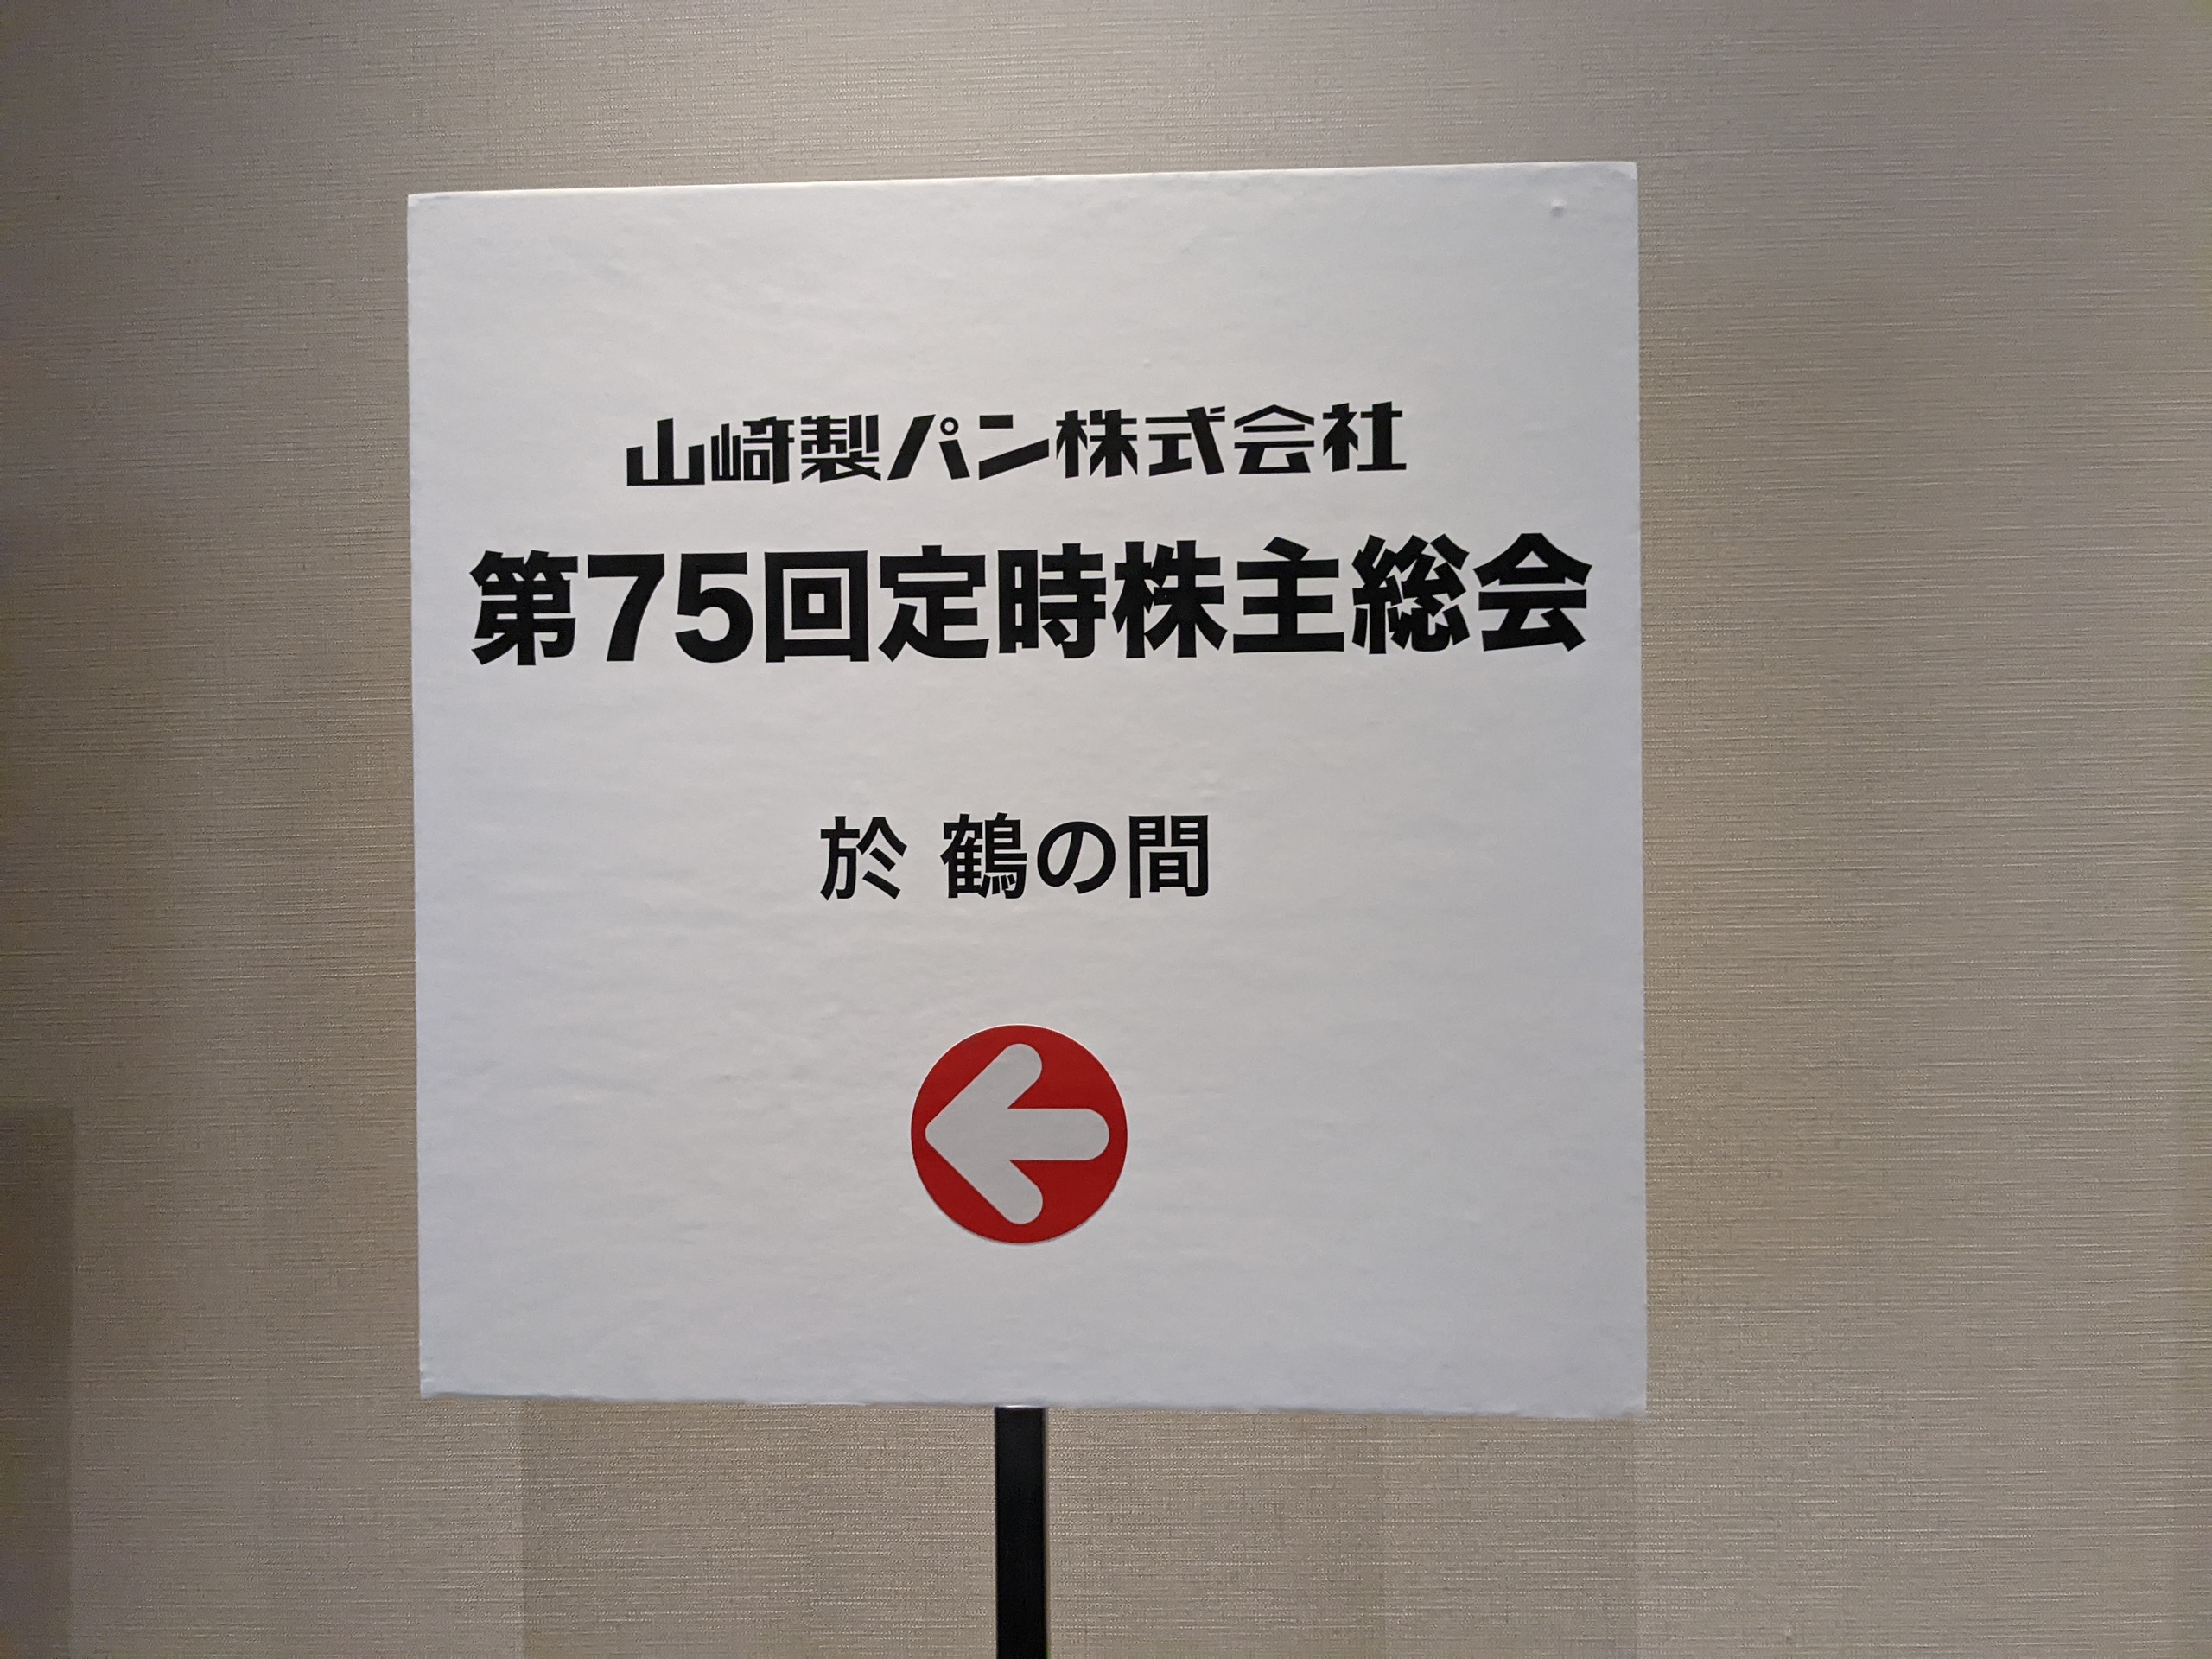 山崎製パン株式会社
第75回定時株主総会
於 鶴の間